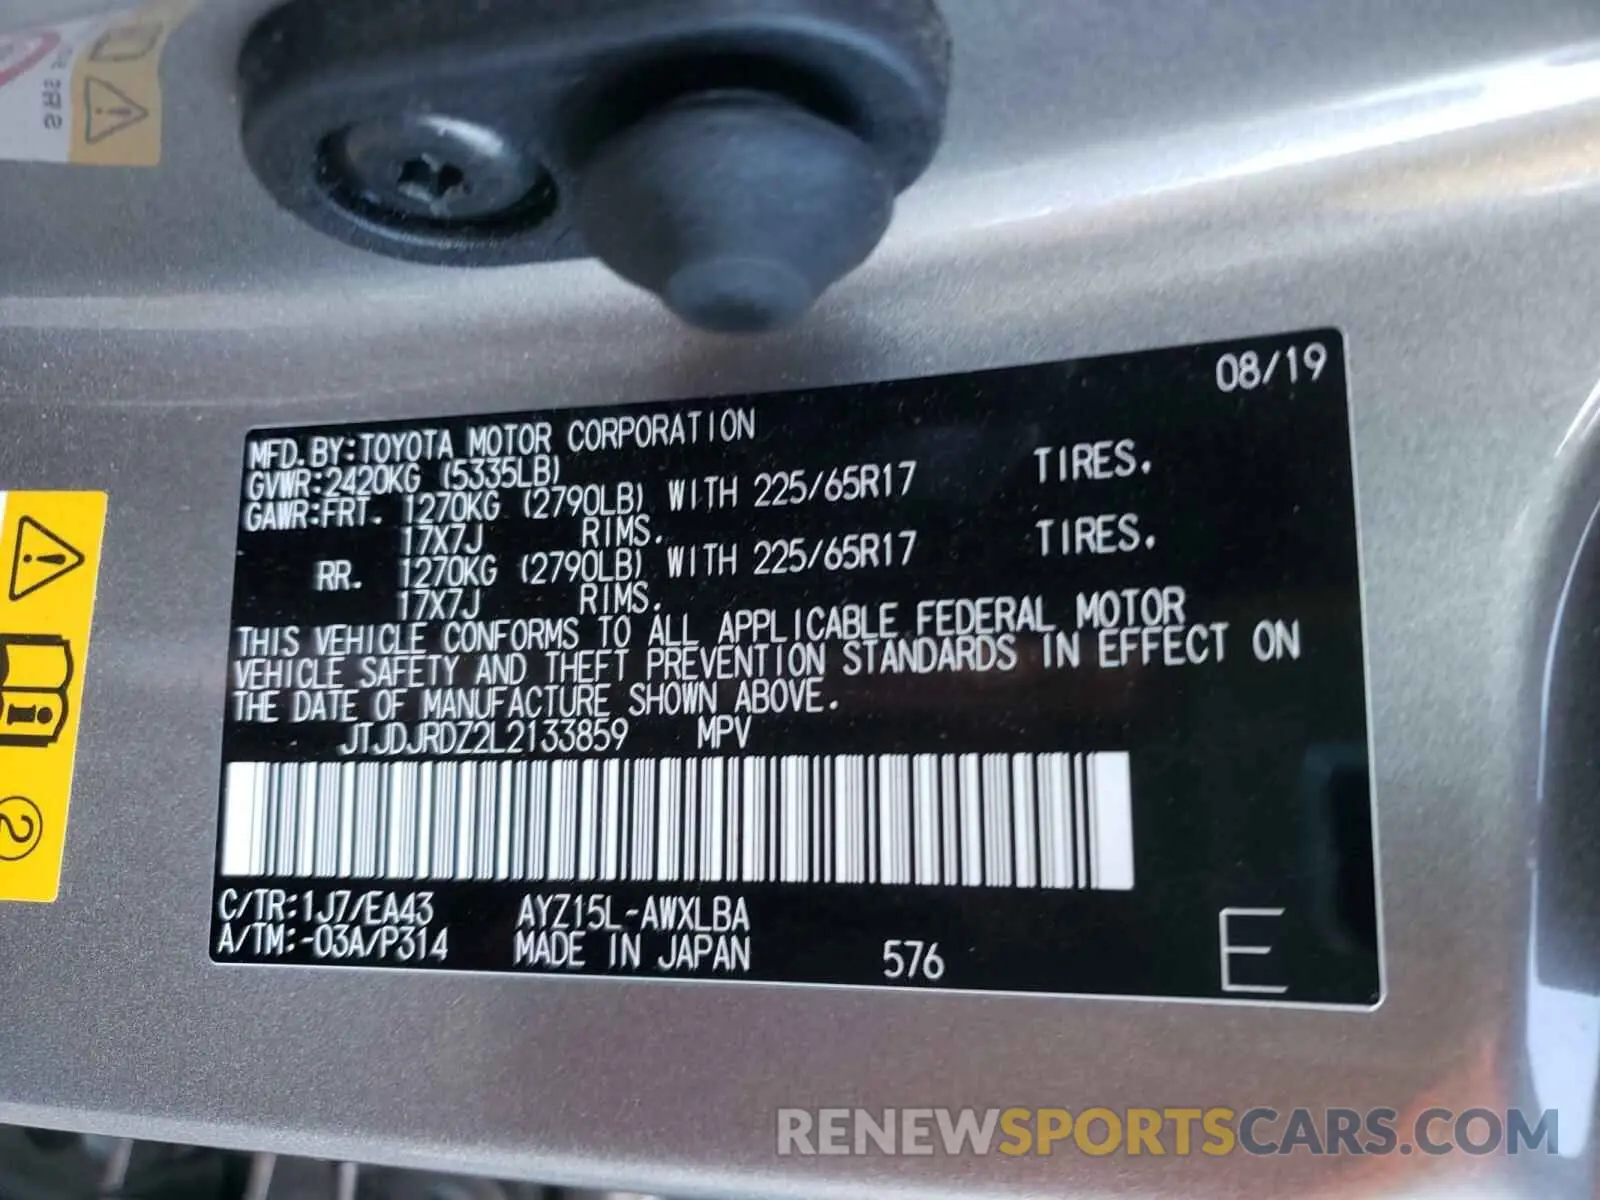 08/19
MFD. BY:TOYOTA MOTOR CORPORATION
GVWR:2420KG (5335LB)
GAWR:FRT. 1270KG (2790LB) WITH 225/65R17 TIRES.
17X7J RIMS.
RR. 1270KG (2790LB) WITH 225/65R17 TIRES.
17X7J RIMS.
THIS VEHICLE CONFORMS TO ALL APPLICABLE FEDERAL MOTOR
VEHICLE SAFETY AND THEFT PREVENTION STANDARDS IN EFFECT ON
THE DATE OF MANUFACTURE SHOWN ABOVE.
JTJDJRDZ2L2133859 MPV
C/TR:1J7/EA43 AYZ15L-AWXLBA
A/TM:-03A/P314 MADE IN JAPAN 576 E
2
RENEWSPORTSCARS.COM